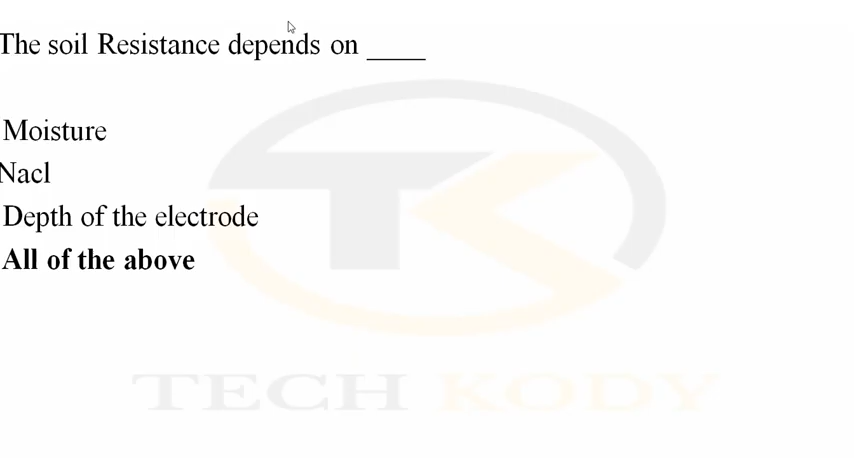 The soil Resistance depends on ____
Moisture
Nacl
Depth of the electrode
All of the above
TECH KODY